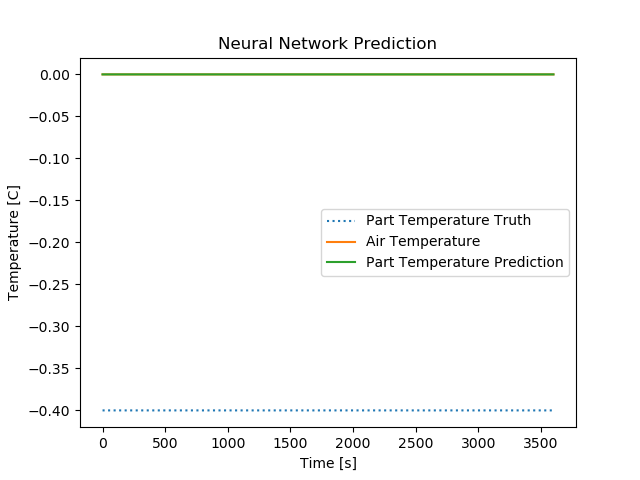 Neural Network Prediction
Temperature [C]
0.00
−0.05
−0.10
−0.15
−0.20
−0.25
−0.30
−0.35
−0.40
Part Temperature Truth
Air Temperature
Part Temperature Prediction
0 500 1000 1500 2000 2500 3000 3500
Time [s]